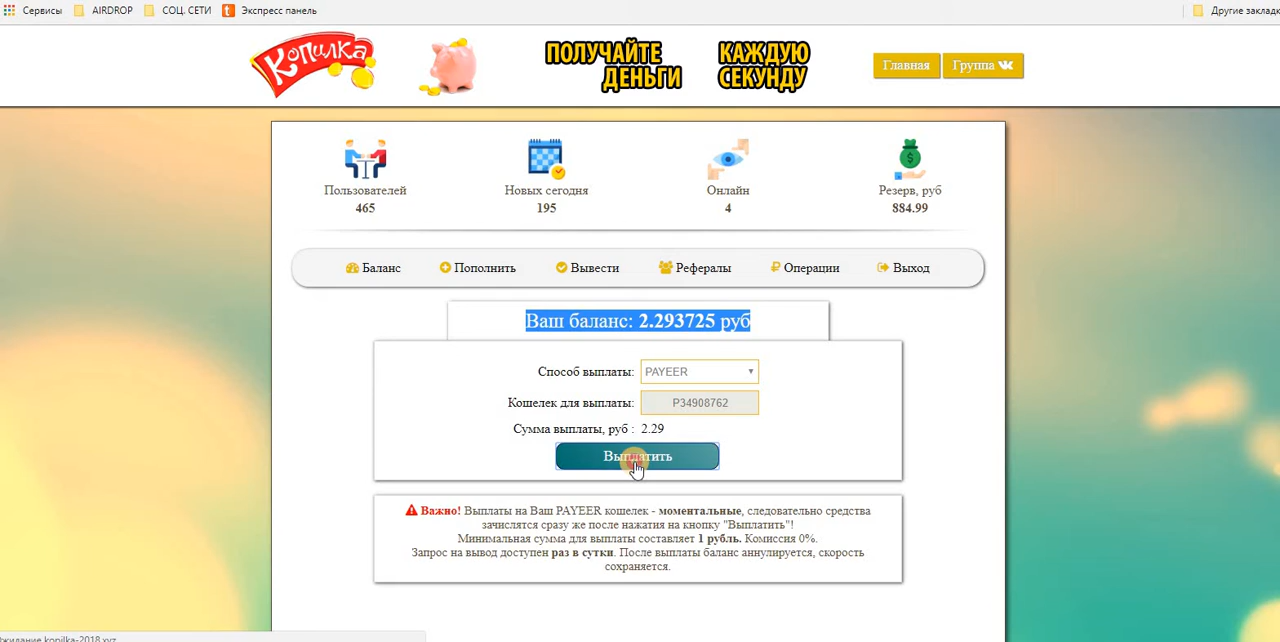 Сервисы AIRDROP СОЦ. СЕТИ Экспресс панель Другие заклад
Копилка ПОЛУЧАЙТЕ ДЕНЬГИ КАЖДУЮ СЕКУНДУ Главная Группа
Пользователей Новых сегодня Онлайн Резерв, руб
465 195 4 884.99
Баланс Пополнить Вывести Рефералы Операции Выход
Ваш баланс: 2.293725 руб
Способ выплаты: PAYEER
Кошелек для выплаты: P34908762
Сумма выплаты, руб : 2.29
Выплатить
Важно! Выплаты на Ваш PAYEER кошелек - моментальные, следовательно средства
зачислятся сразу же после нажатия на кнопку "Выплатить"!
Минимальная сумма для выплаты составляет 1 рубль. Комиссия 0%.
Запрос на вывод доступен раз в сутки. После выплаты баланс аннулируется, скорость
сохраняется.
kopilka-2018.xyz